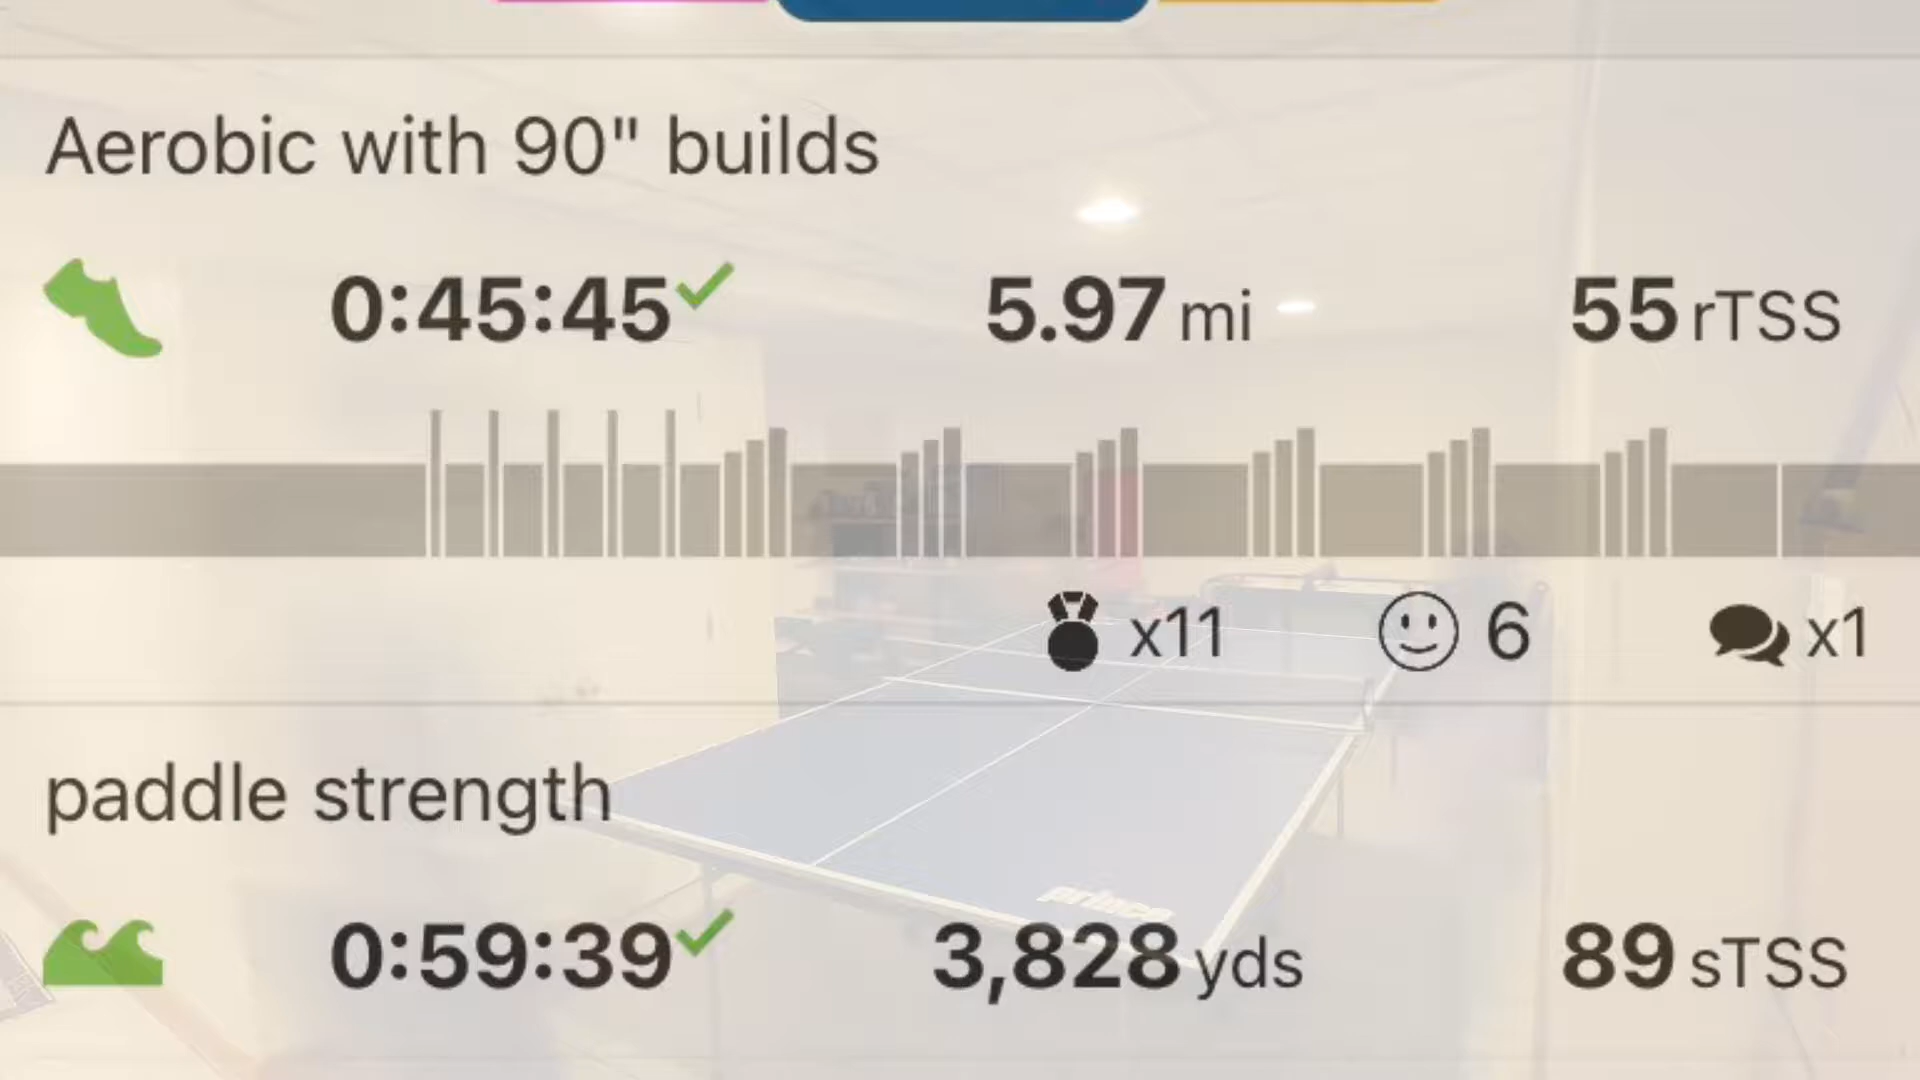 Aerobic with 90" builds
0:45:45 5.97 mi 55 rTSS
x11 6 x1
paddle strength
prince
0:59:39 3,828 yds 89 sTSS